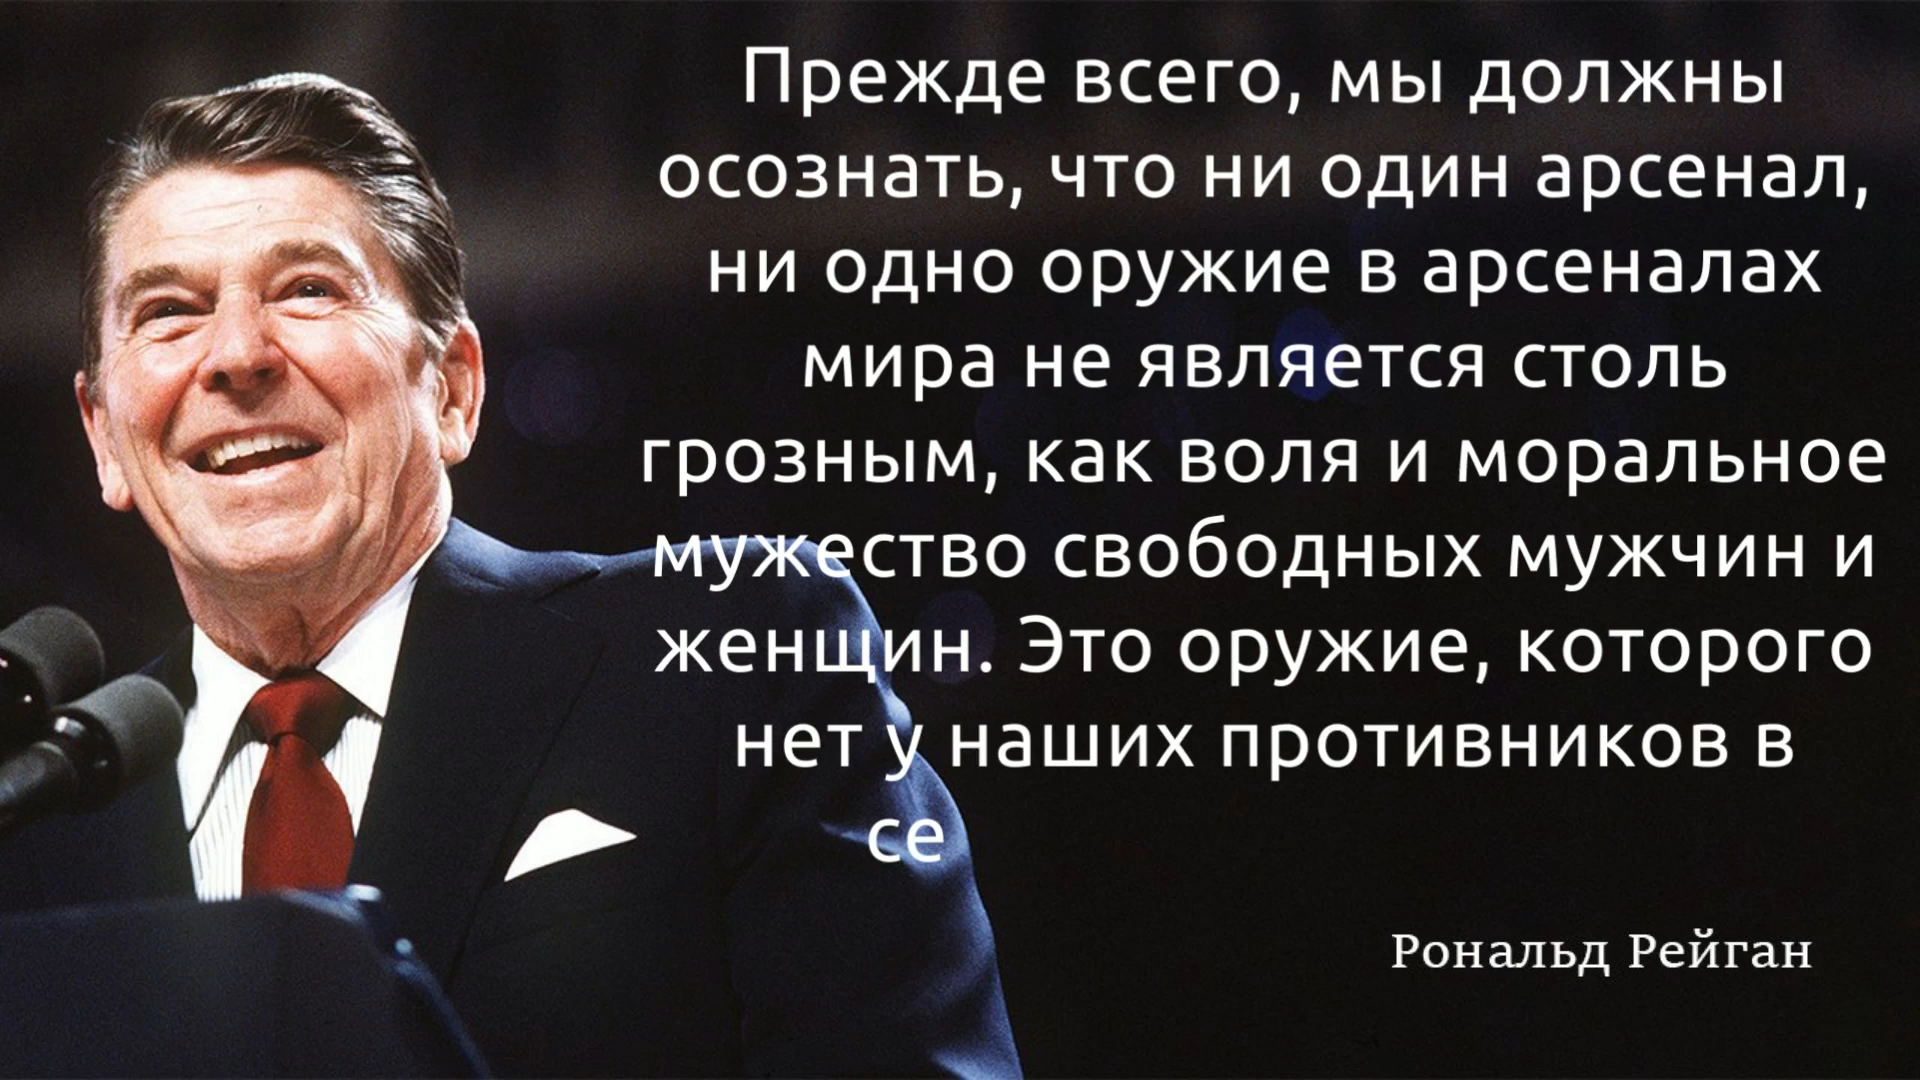 Прежде всего, мы должны
осознать, что ни один арсенал,
ни одно оружие в арсеналах
мира не является столь
грозным, как воля и моральное
мужество свободных мужчин и
женщин. Это оружие, которого
нет у наших противников в
се
Рональд Рейган